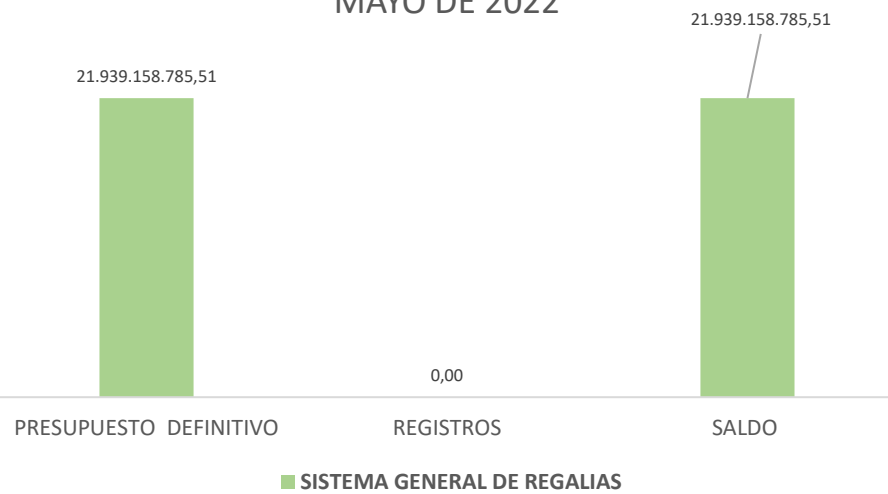 MAYO DE 2022
21.939.158.785,51
21.939.158.785,51
0,00
PRESUPUESTO DEFINITIVO
REGISTROS
SALDO
SISTEMA GENERAL DE REGALIAS